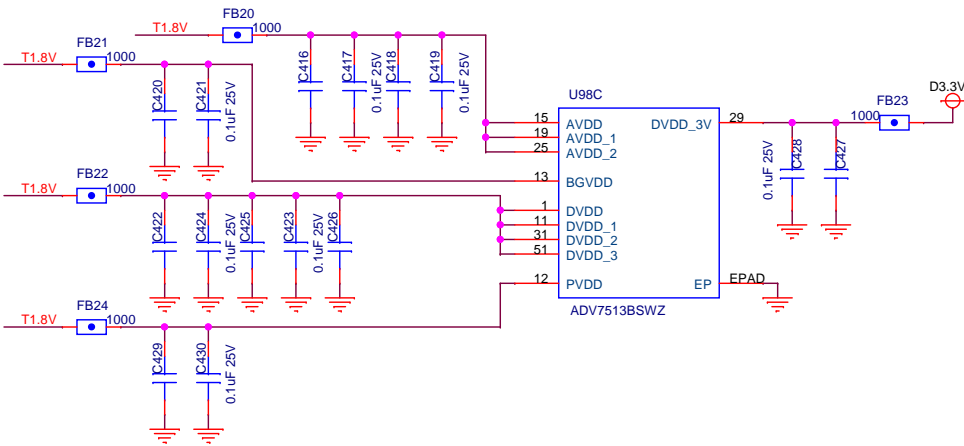 FB20
T1.8V
1000
FB21
T1.8V
1000
C416
C417
0.1uF 25V
C418
0.1uF 25V
C419
0.1uF 25V
C420
C421
0.1uF 25V
U98C
D3.3V
FB23
1000
15
AVDD
DVDD_3V
29
19
AVDD_1
25
AVDD_2
13
BGVDD
0.1uF 25V
C428
C427
FB22
T1.8V
1000
1
DVDD
11
DVDD_1
31
DVDD_2
51
DVDD_3
C422
C424
0.1uF 25V
C425
C423
0.1uF 25V
C426
12
PVDD
EP
EPAD
ADV7513BSWZ
FB24
T1.8V
1000
C429
C430
0.1uF 25V